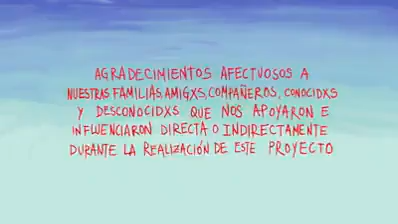 AGRADECIMIENTOS AFECTUOSOS A
NUESTRAS FAMILIAS, AMIGXS, COMPAÑEROS, CONOCIDXS
Y DESCONOCIDXS QUE NOS APOYARON E
INFLUENCIARON DIRECTA O INDIRECTAMENTE
DURANTE LA REALIZACIÓN DE ESTE PROYECTO